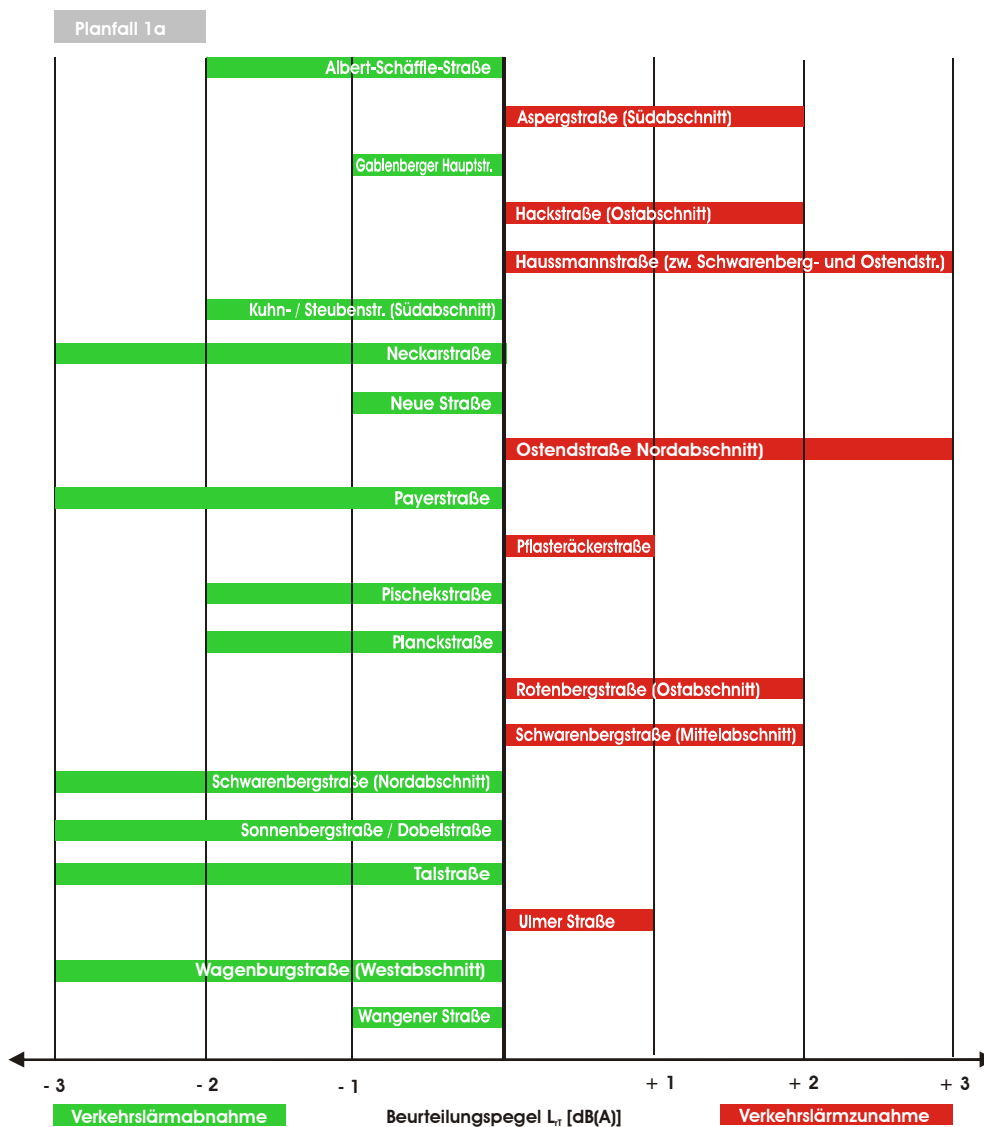 Planfall 1a
Albert-Schäffle-Straße
Aspergstraße (Südabschnitt)
Gablenberger Hauptstr.
Hackstraße (Ostabschnitt)
Haussmannstraße (zw. Schwarenberg- und Ostendstr.)
Kuhn- / Steubenstr. (Südabschnitt)
Neckarstraße
Neue Straße
Ostendstraße Nordabschnitt)
Payerstraße
Pflasteräckerstraße
Pischekstraße
Planckstraße
Rotenbergstraße (Ostabschnitt)
Schwarenbergstraße (Mittelabschnitt)
Schwarenbergstraße (Nordabschnitt)
Sonnenbergstraße / Dobelstraße
Talstraße
Ulmer Straße
Wagenburgstraße (Westabschnitt)
Wangener Straße
- 3 - 2 - 1 + 1 + 2 + 3
Verkehrslärmabnahme Beurteilungspegel LrT [dB(A)] Verkehrslärmzunahme